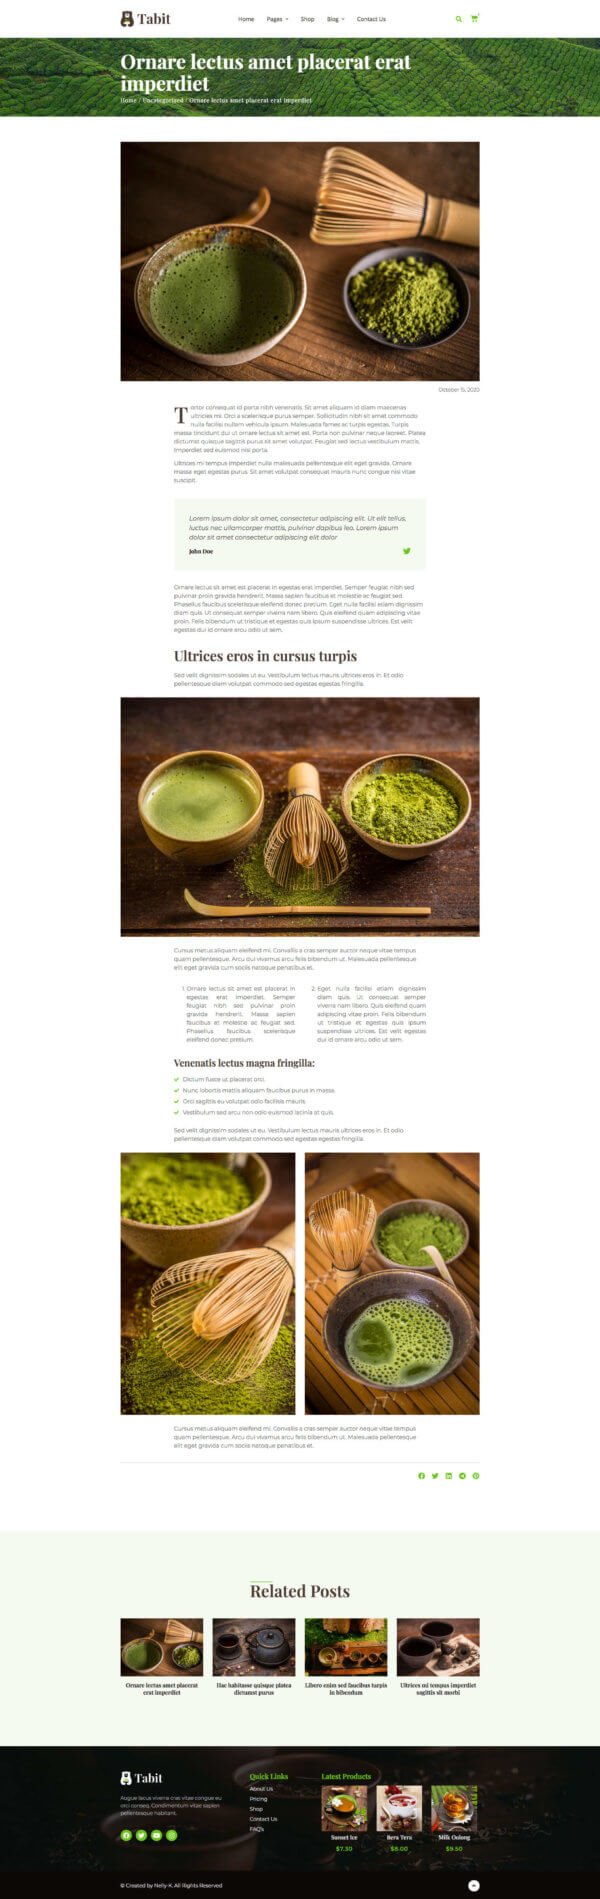 Tabit
Home Pages Shop Blog Contact Us
Ornare lectus amet placerat erat
imperdiet
Home / Uncategorized / Ornare lectus amet placerat erat imperdiet
October 15, 2020
Tortor consequat id porta nibh venenatis. Sit amet aliquam id diam maecenas
ultricies mi. Orci a scelerisque purus semper. Sollicitudin nibh sit amet commodo
nulla facilisi nullam vehicula ipsum. Malesuada fames ac turpis egestas. Turpis
massa tincidunt dui ut ornare lectus sit amet est. Porta non pulvinar neque laoreet. Platea
dictumst quisque sagittis purus sit amet volutpat. Feugiat sed lectus vestibulum mattis.
Imperdiet sed euismod nisi porta.
Ultrices mi tempus imperdiet nulla malesuada pellentesque elit eget gravida. Ornare
massa eget egestas purus. Sit amet volutpat consequat mauris nunc congue nisi vitae
suscipit.
Lorem ipsum dolor sit amet, consectetur adipiscing elit. Ut elit tellus,
luctus nec ullamcorper mattis, pulvinar dapibus leo. Lorem ipsum
dolor sit amet consectetur adipiscing elit dolor
John Doe
Ornare lectus sit amet est placerat in egestas erat imperdiet. Semper feugiat nibh sed
pulvinar proin gravida hendrerit. Massa sapien faucibus et molestie ac feugiat sed.
Phasellus faucibus scelerisque eleifend donec pretium. Eget nulla facilisi etiam dignissim
diam quis. Ut consequat semper viverra nam libero. Quis eleifend quam adipiscing vitae
proin. Felis bibendum ut tristique et egestas quis ipsum suspendisse ultrices. Est velit
egestas dui id ornare arcu odio ut sem.
Ultrices eros in cursus turpis
Sed velit dignissim sodales ut eu. Vestibulum lectus mauris ultrices eros in. Et odio
pellentesque diam volutpat commodo sed egestas egestas fringilla.
Cursus metus aliquam eleifend mi. Convallis a cras semper auctor neque vitae tempus
quam pellentesque. Arcu dui vivamus arcu felis bibendum ut. Malesuada pellentesque
elit eget gravida cum sociis natoque penatibus et.
1. Ornare lectus sit amet est placerat in
egestas erat imperdiet. Semper
feugiat nibh sed pulvinar proin
gravida hendrerit. Massa sapien
faucibus et molestie ac feugiat sed.
Phasellus faucibus scelerisque
eleifend donec pretium.
2. Eget nulla facilisi etiam dignissim
diam quis. Ut consequat semper
viverra nam libero. Quis eleifend quam
adipiscing vitae proin. Felis bibendum
ut tristique et egestas quis ipsum
suspendisse ultrices. Est velit egestas
dui id ornare arcu odio ut sem.
Venenatis lectus magna fringilla:
Dictum fusce ut placerat orci.
Nunc lobortis mattis aliquam faucibus purus in massa.
Orci sagittis eu volutpat odio facilisis mauris.
Vestibulum sed arcu non odio euismod lacinia at quis.
Sed velit dignissim sodales ut eu. Vestibulum lectus mauris ultrices eros in. Et odio
pellentesque diam volutpat commodo sed egestas egestas fringilla.
Cursus metus aliquam eleifend mi. Convallis a cras semper auctor neque vitae tempus
quam pellentesque. Arcu dui vivamus arcu felis bibendum ut. Malesuada pellentesque
elit eget gravida cum sociis natoque penatibus et.
Related Posts
Ornare lectus amet placerat
erat imperdiet
Hac habitasse quisque platea
dictumst purus
Libero enim sed faucibus turpis
in bibendum
Ultrices mi tempus imperdiet
sagittis sit morbi
Tabit
Augue lacus viverra cras vitae congue eu
orci conseq. Condimentum vitae sapien
pellentesque habitant.
Quick Links
About Us
Pricing
Shop
Contact Us
FAQ's
Latest Products
Sunset Ice
$7.30
Bera Tera
$8.00
Milk Oolong
$9.50
© Created by Nelly-K. All Rights Reserved